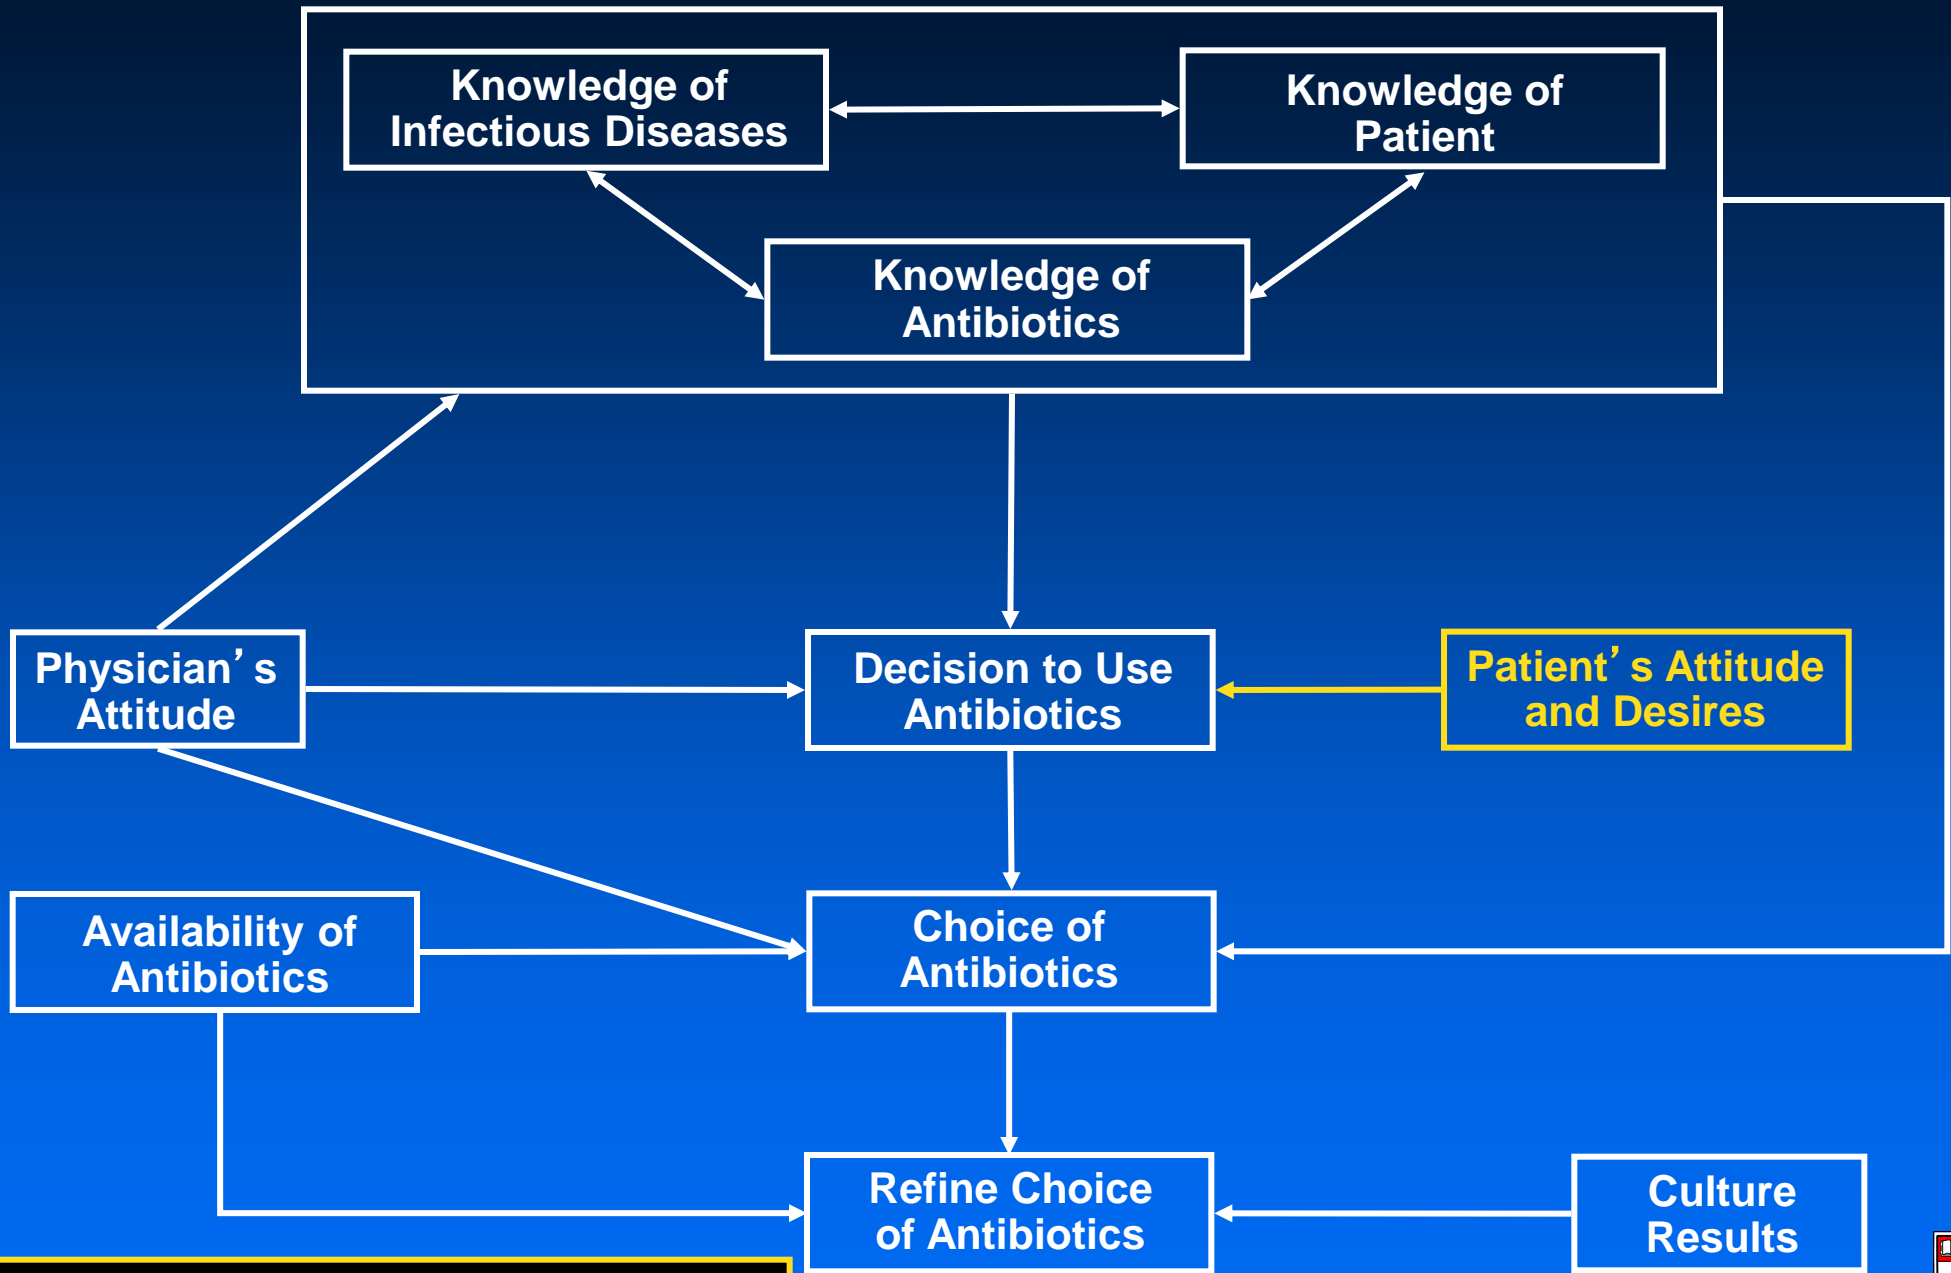 Knowledge of
Infectious Diseases
Knowledge of
Patient
Knowledge of
Antibiotics
Physician’s
Attitude
Decision to Use
Antibiotics
Patient’s Attitude
and Desires
Availability of
Antibiotics
Choice of
Antibiotics
Refine Choice
of Antibiotics
Culture
Results